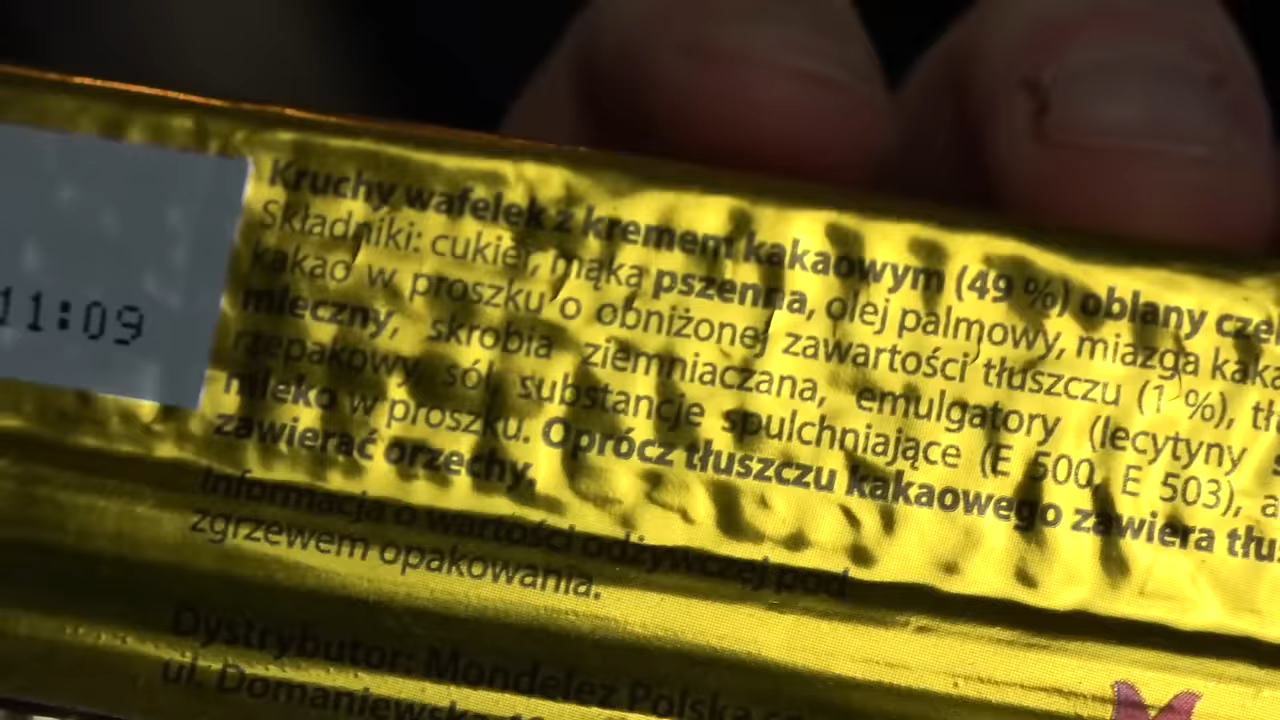 11:09
Kruchy wafelek z kremem kakaowym (49 %) oblany cze
Składniki: cukier, mąka pszenna, olej palmowy, miazga kaka
kakao w proszku o obniżonej zawartości tłuszczu (1 %), tł
mleczny, skrobia ziemniaczana, emulgatory (lecytyny s
rzepakowy sól, substancje spulchniające (E 500, E 503), a
mleko w proszku. Oprócz tłuszczu kakaowego zawiera tłu
zawierać orzechy.
Informacja o wartości odżywczej pod
zgrzewem opakowania.
Dystrybutor: Mondelez Polska
ul. Domaniewska